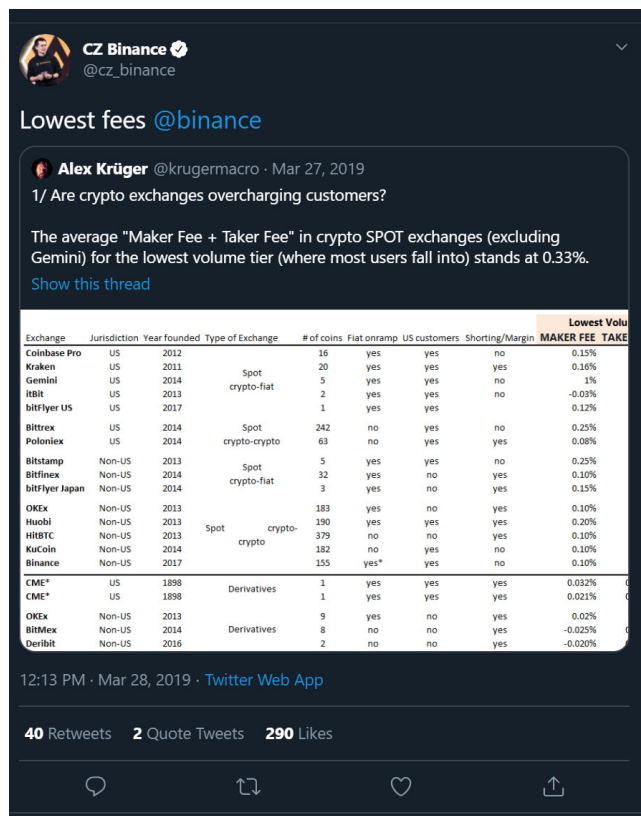 CZ Binance
@cz_binance
Lowest fees @binance
Alex Krüger @krugermacro · Mar 27, 2019
1/ Are crypto exchanges overcharging customers?
The average "Maker Fee + Taker Fee" in crypto SPOT exchanges (excluding
Gemini) for the lowest volume tier (where most users fall into) stands at 0.33%.
Show this thread
Lowest Volu
Exchange Jurisdiction Year founded Type of Exchange # of coins Fiat onramp US customers Shorting/Margin MAKER FEE TAKE
Coinbase Pro US 2012 16 yes yes no 0.15%
Kraken US 2011 20 yes yes yes 0.16%
Spot
Gemini US 2014 5 yes yes no 1%
crypto-fiat
itBit US 2013 2 yes yes no -0.03%
bitFlyer US US 2017 1 yes yes 0.12%
Bittrex US 2014 Spot 242 no yes no 0.25%
Poloniex US 2014 crypto-crypto 63 no yes yes 0.08%
Bitstamp Non-US 2013 5 yes yes no 0.25%
Spot
Bitfinex Non-US 2014 32 yes no yes 0.10%
crypto-fiat
bitFlyer Japan Non-US 2014 3 yes no yes 0.15%
OKEx Non-US 2013 183 yes no yes 0.10%
Huobi Non-US 2013 190 yes yes yes 0.20%
Spot crypto-
HitBTC Non-US 2013 379 no no no 0.10%
crypto
KuCoin Non-US 2014 182 no yes no 0.10%
Binance Non-US 2017 155 yes* yes no 0.10%
CME* US 1898 1 yes yes yes 0.032% 0
Derivatives
CME* US 1898 1 yes yes yes 0.021% 0
OKEx Non-US 2013 9 yes no yes 0.02%
BitMex Non-US 2014 Derivatives 8 no no yes -0.025% 0
Deribit Non-US 2016 2 no no yes -0.020% 0
12:13 PM · Mar 28, 2019 · Twitter Web App
40 Retweets 2 Quote Tweets 290 Likes